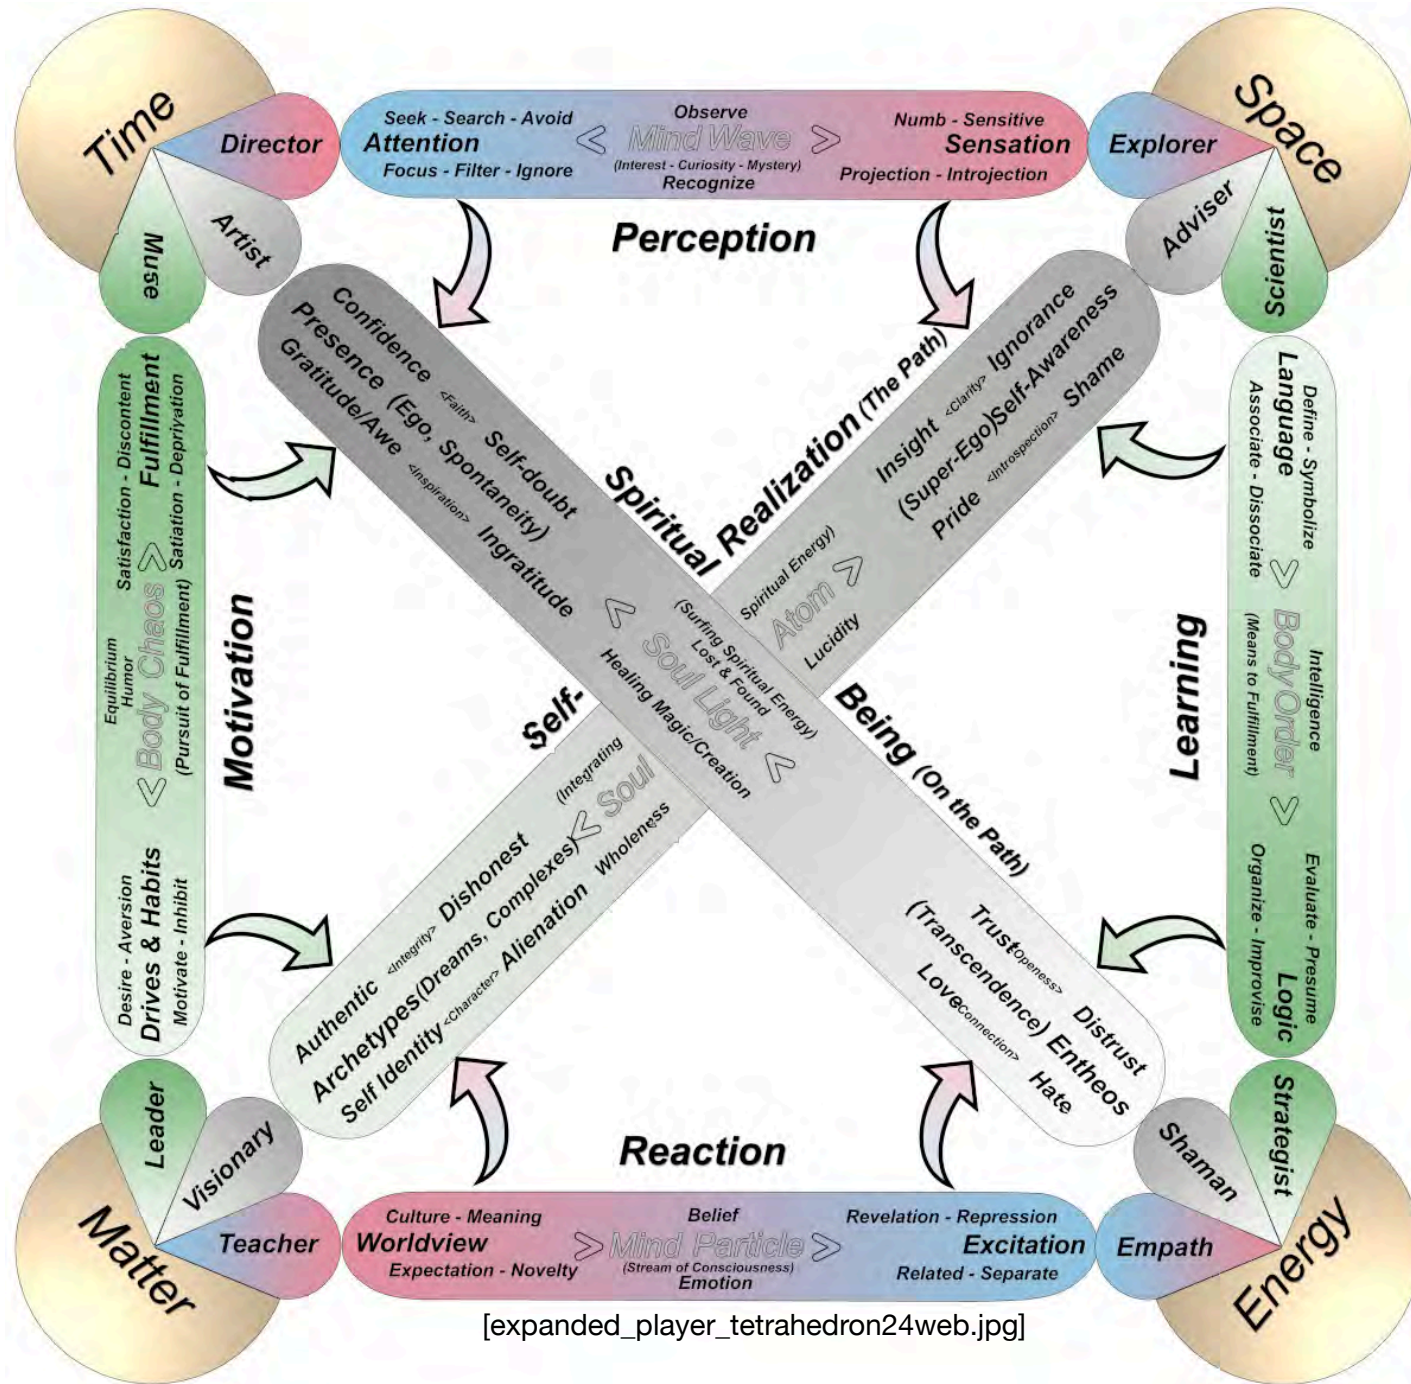 Time
Space
Director
Artist
Muse
Explorer
Adviser
Scientist
Seek - Search - Avoid
Attention
Focus - Filter - Ignore
Observe
< Mind Wave >
(Interest - Curiosity - Mystery)
Recognize
Numb - Sensitive
Sensation
Projection - Introjection
Perception
Satisfaction - Discontent
Fulfillment
Satiation - Deprivation
Equilibrium
Humor
< Body Chaos >
(Pursuit of Fulfillment)
Desire - Aversion
Drives & Habits
Motivate - Inhibit
Motivation
Confidence <Faith> Self-doubt
Presence (Ego, Spontaneity)
Gratitude/Awe <Inspiration> Ingratitude
Spiritual
Being (On the Path)
(Surfing Spiritual Energy)
Lost & Found
< Soul Light >
Healing Magic/Creation
Trust Openess> Distrust
(Transcendence) Entheos
Love Connection> Hate
Self-
Realization (The Path)
Insight <Clarity> Ignorance
(Super-Ego)Self-Awareness
Pride <Introspection> Shame
(Integrating
Spiritual Energy)
< Soul
Atom >
Wholeness
Lucidity
Authentic <Integrity> Dishonest
Archetypes(Dreams, Complexes)
Self Identity <Character> Alienation
Define - Symbolize
Language
Associate - Dissociate
Intelligence
< Body Order >
(Means to Fulfillment)
Evaluate - Presume
Logic
Organize - Improvise
Learning
Reaction
Leader
Visionary
Teacher
Matter
Culture - Meaning
Worldview
Expectation - Novelty
Belief
> Mind Particle >
(Stream of Consciousness)
Emotion
Revelation - Repression
Excitation
Related - Separate
Empath
Shaman
Strategist
Energy
[expanded_player_tetrahedron24web.jpg]